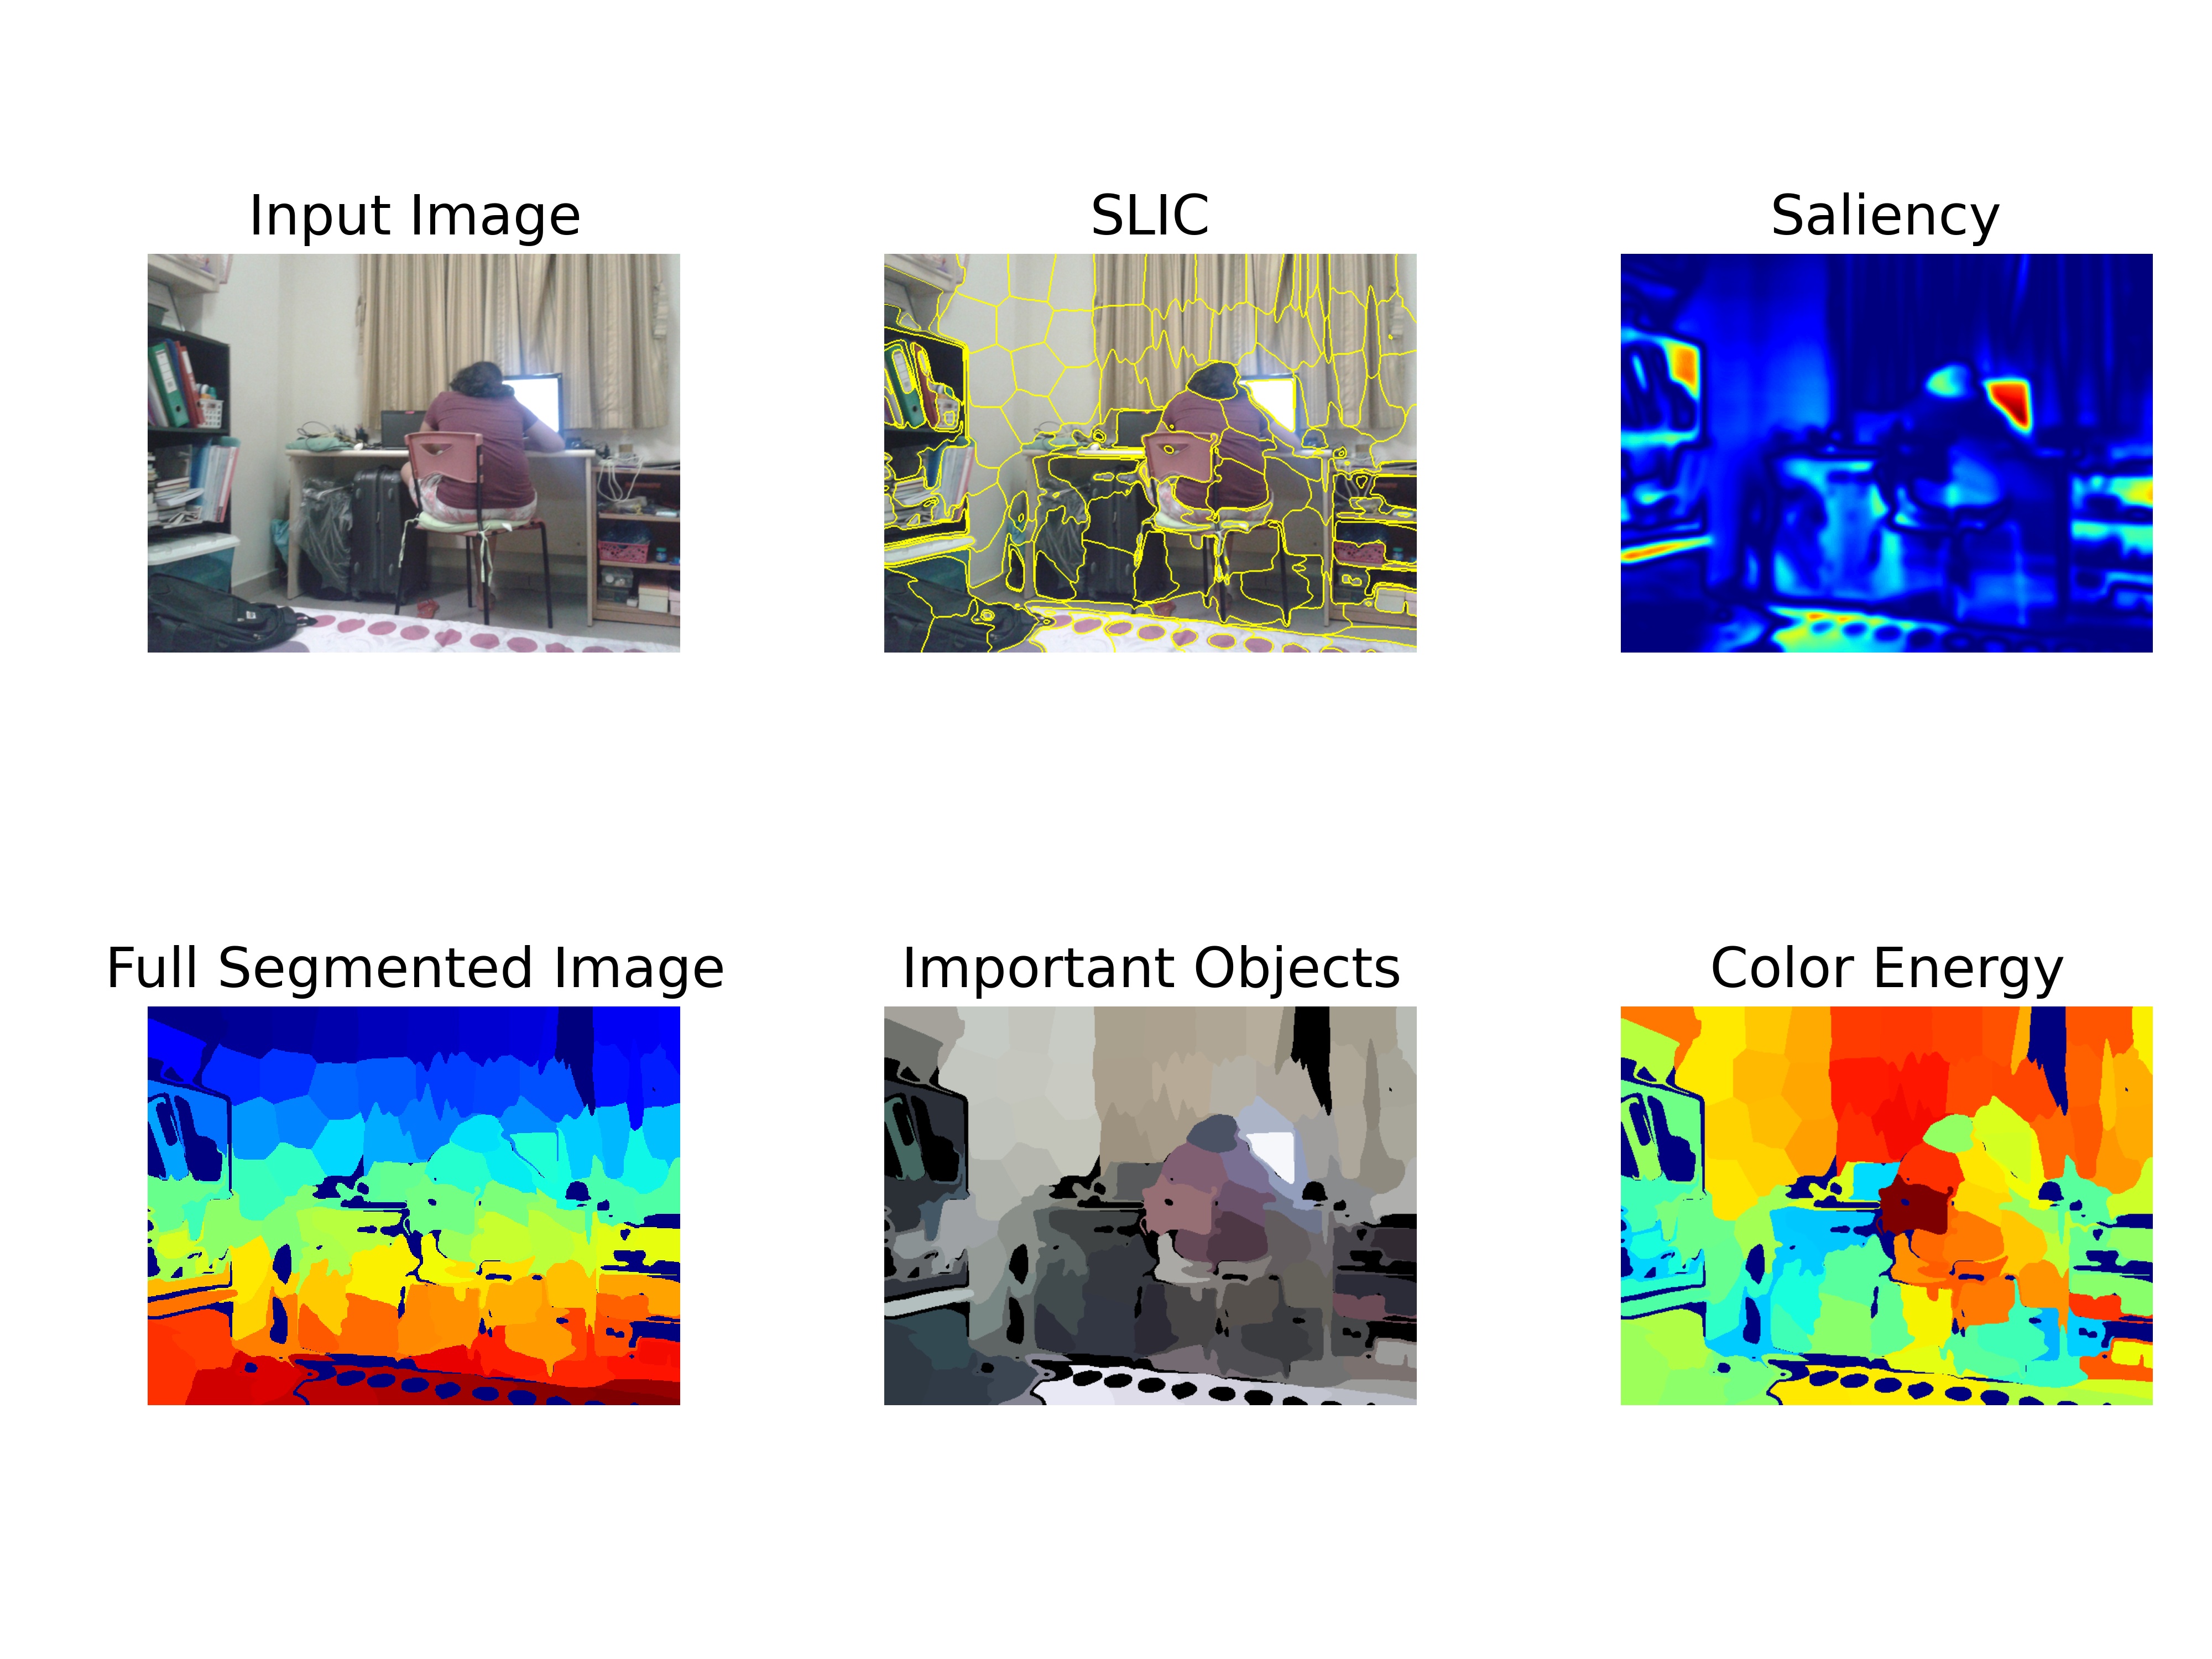 Input Image
SLIC
Saliency
Full Segmented Image
Important Objects
Color Energy